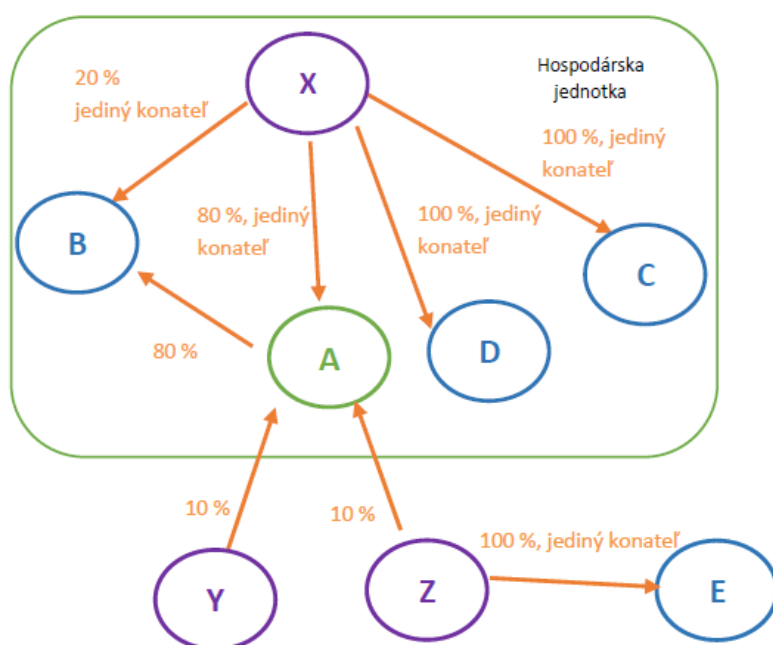 X
Hospodárska
jednotka
20 %
jediný konateľ
100 %, jediný
konateľ
80 %, jediný
konateľ
100 %, jediný
konateľ
B
C
A
D
80 %
10 %
10 %
100 %, jediný konateľ
Y
Z
E